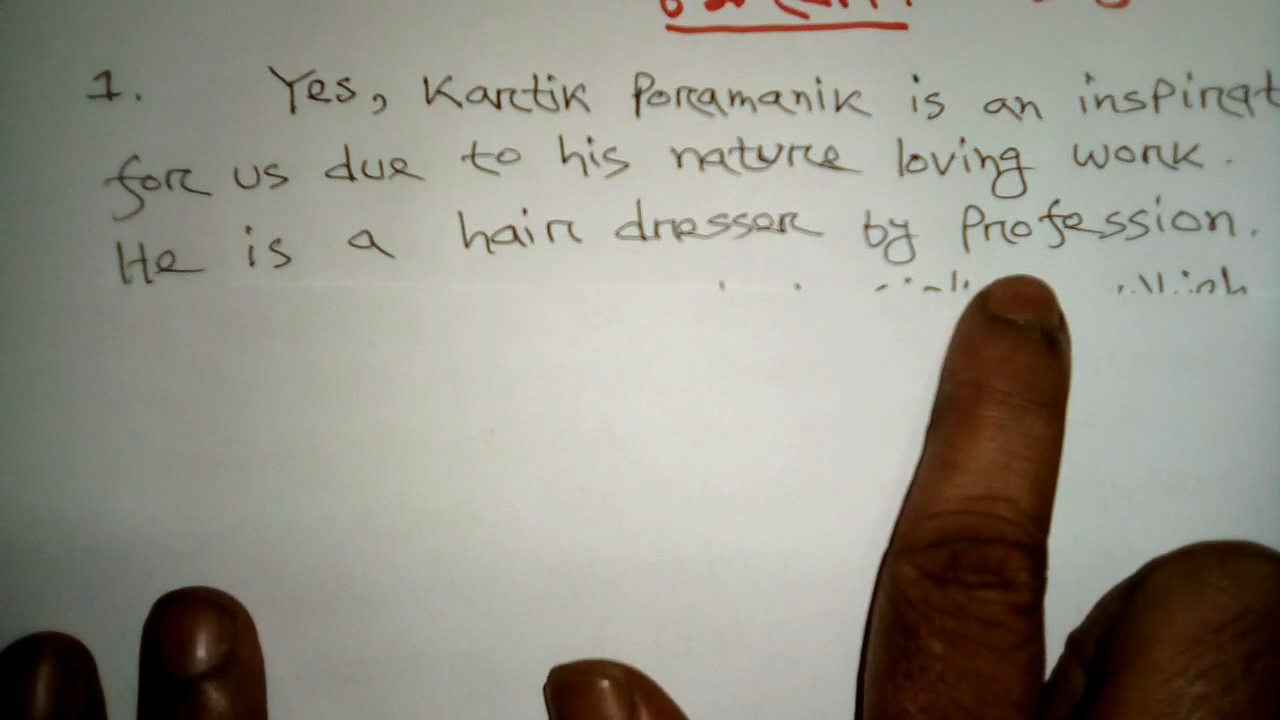 1. Yes, Kartik Poramanik is an inspirat
for us due to his nature loving work.
He is a hair dresser by Profession.